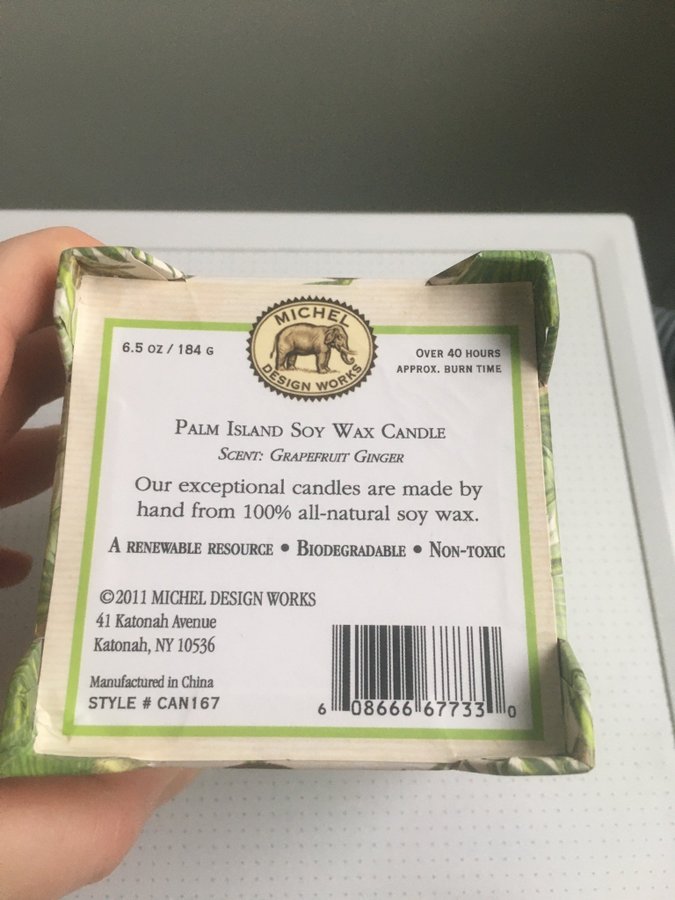 MICHEL
DESIGN WORKS
6.5 OZ / 184 G
OVER 40 HOURS
APPROX. BURN TIME
PALM ISLAND SOY WAX CANDLE
SCENT: GRAPEFRUIT GINGER
Our exceptional candles are made by
hand from 100% all-natural soy wax.
A RENEWABLE RESOURCE • BIODEGRADABLE • NON-TOXIC
©2011 MICHEL DESIGN WORKS
41 Katonah Avenue
Katonah, NY 10536
Manufactured in China
STYLE # CAN167
6 08666 67733 0